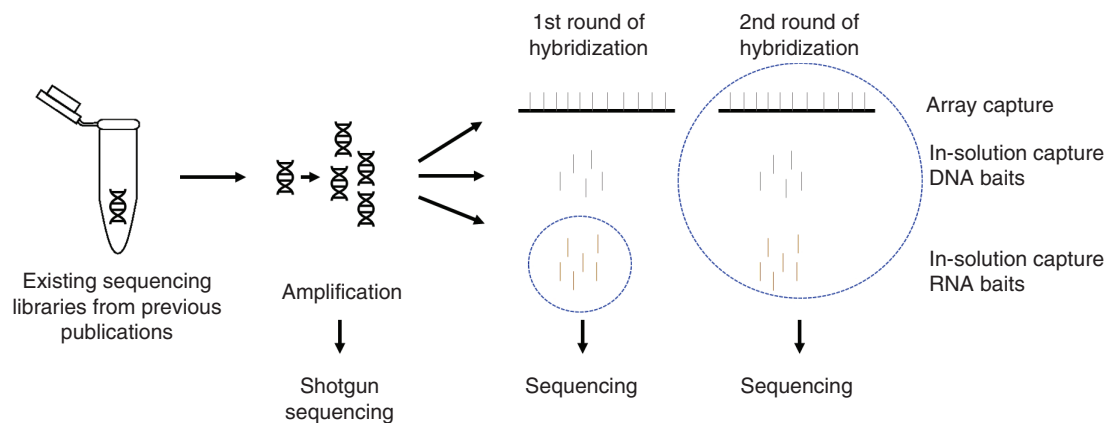 1st round of
hybridization
2nd round of
hybridization
Array capture
In-solution capture
DNA baits
In-solution capture
RNA baits
Existing sequencing
libraries from previous
publications
Amplification
Shotgun
sequencing
Sequencing
Sequencing